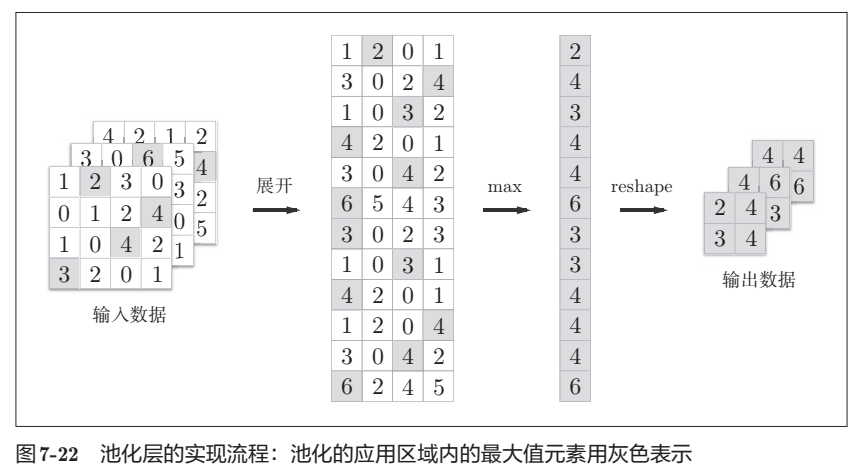 4 2 1 2
3 0 6 5 4
1 2 3 0 3 2
0 1 2 4 0 5
1 0 4 2 1
3 2 0 1
输入数据
展开
1 2 0 1
3 0 2 4
1 0 3 2
4 2 0 1
3 0 4 2
6 5 4 3
3 0 2 3
1 0 3 1
4 2 0 1
1 2 0 4
3 0 4 2
6 2 4 5
max
2
4
3
4
4
6
3
3
4
4
4
6
reshape
4 4
4 6 6
2 4 3
3 4
输出数据
图7-22 池化层的实现流程：池化的应用区域内的最大值元素用灰色表示